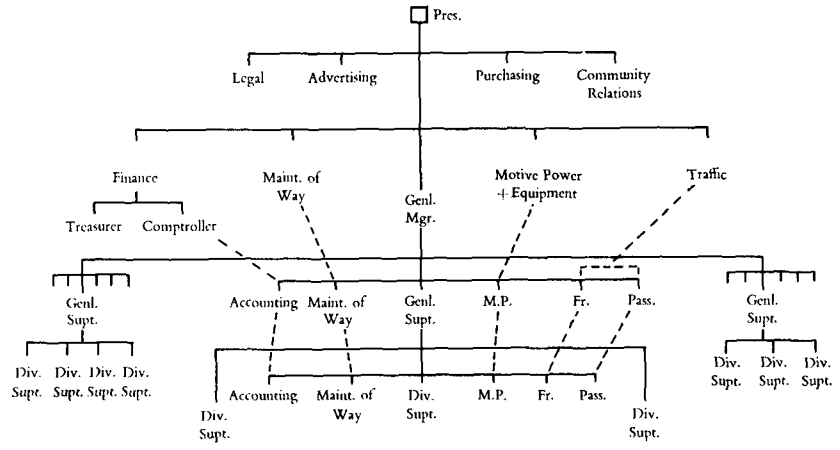 Pres.
Legal Advertising Purchasing Community
Relations
Finance Maint. of Motive Power Traffic
Way + Equipment
Genl.
Mgr.
Treasurer Comptroller
Accounting Maint. of Genl. M.P. Fr. Pass.
Way Supt.
Genl. Genl.
Supt. Supt.
Div. Div. Div. Div. Div. Div. Div.
Supt. Supt. Supt. Supt. Supt. Supt. Supt.
Accounting Maint. of Div. M.P. Fr. Pass.
Way Supt.
Div. Div.
Supt. Supt.